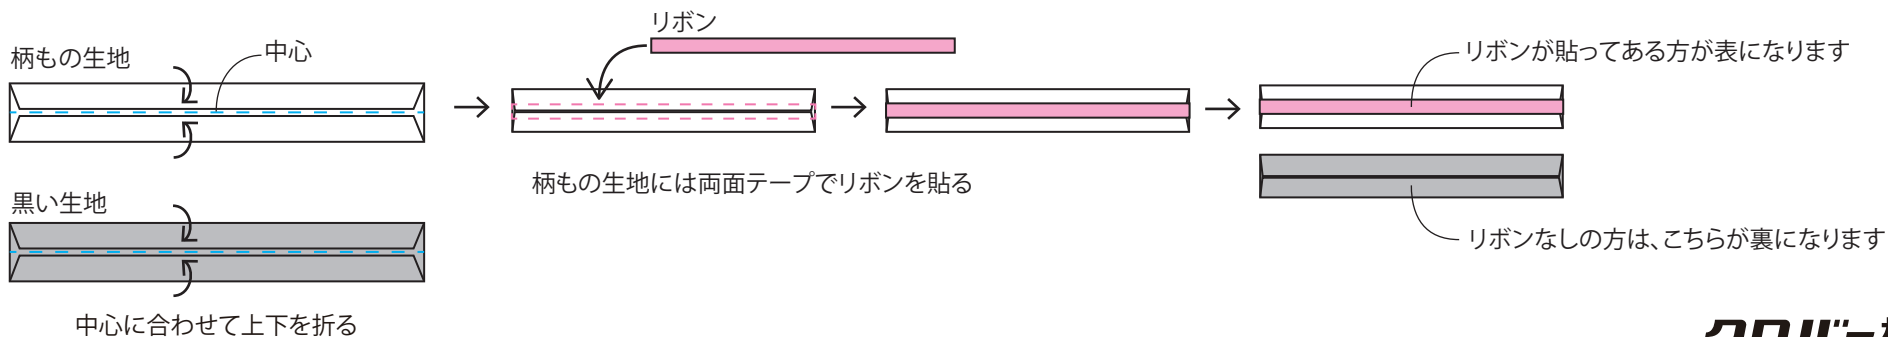 リボン
柄もの生地
中心
リボンが貼ってある方が表になります
柄もの生地には両面テープでリボンを貼る
黒い生地
リボンなしの方は、こちらが裏になります
中心に合わせて上下を折る
クロバー